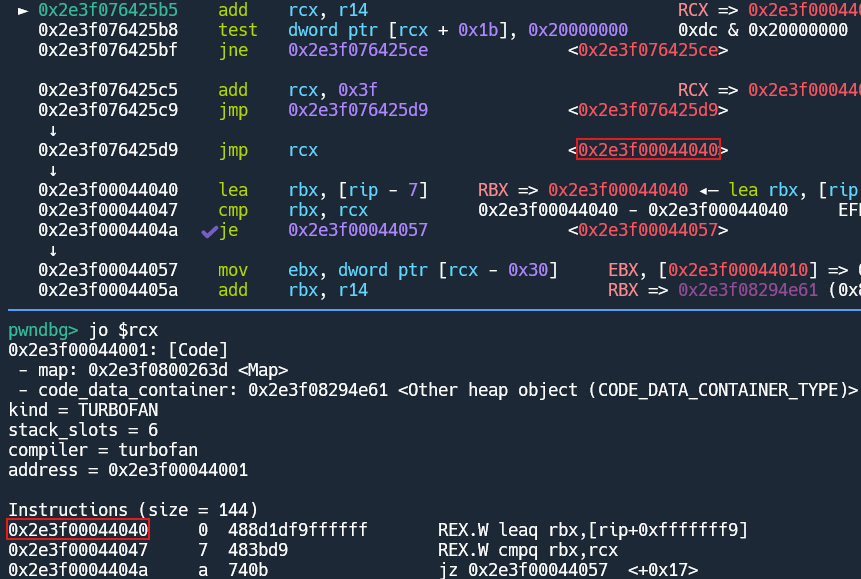 ► 0x2e3f076425b5 add rcx, r14 RCX => 0x2e3f00044
0x2e3f076425b8 test dword ptr [rcx + 0x1b], 0x20000000 0xdc & 0x20000000
0x2e3f076425bf jne 0x2e3f076425ce <0x2e3f076425ce>
0x2e3f076425c5 add rcx, 0x3f RCX => 0x2e3f00044
0x2e3f076425c9 jmp 0x2e3f076425d9 <0x2e3f076425d9>
↓
0x2e3f076425d9 jmp rcx <0x2e3f00044040>
↓
0x2e3f00044040 lea rbx, [rip - 7] RBX => 0x2e3f00044040 ◂— lea rbx, [rip
0x2e3f00044047 cmp rbx, rcx 0x2e3f00044040 - 0x2e3f00044040 EF
0x2e3f0004404a ✔je 0x2e3f00044057 <0x2e3f00044057>
↓
0x2e3f00044057 mov ebx, dword ptr [rcx - 0x30] EBX, [0x2e3f00044010] =>
0x2e3f0004405a add rbx, r14 RBX => 0x2e3f08294e61 (0x
pwndbg> jo $rcx
0x2e3f00044001: [Code]
- map: 0x2e3f0800263d <Map>
- code_data_container: 0x2e3f08294e61 <Other heap object (CODE_DATA_CONTAINER_TYPE)>
kind = TURBOFAN
stack_slots = 6
compiler = turbofan
address = 0x2e3f00044001
Instructions (size = 144)
0x2e3f00044040 0 488d1df9ffffff REX.W leaq rbx,[rip+0xfffffff9]
0x2e3f00044047 7 483bd9 REX.W cmpq rbx,rcx
0x2e3f0004404a a 740b jz 0x2e3f00044057 <+0x17>